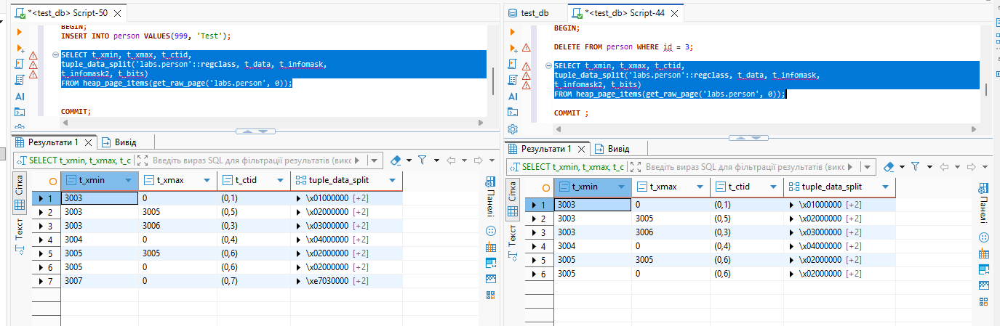 *<test_db> Script-50
BEGIN;
INSERT INTO person VALUES(999, 'Test');
SELECT t_xmin, t_xmax, t_ctid,
tuple_data_split('labs.person'::regclass, t_data, t_infomask,
t_infomask2, t_bits)
FROM heap_page_items(get_raw_page('labs.person', 0));
COMMIT;
AI
Результати 1
Вивід
SELECT t_xmin, t_xmax, t_c
Введіть вираз SQL для фільтрації результатів (викс
Сітка
Текст
Панелі
t_xmin t_xmax t_ctid tuple_data_split
1 3003 0 (0,1) \x01000000 [+2]
2 3003 3005 (0,5) \x02000000 [+2]
3 3003 3006 (0,3) \x03000000 [+2]
4 3004 0 (0,4) \x04000000 [+2]
5 3005 3005 (0,6) \x02000000 [+2]
6 3005 0 (0,6) \x02000000 [+2]
7 3007 0 (0,7) \xe7030000 [+2]
test_db
*<test_db> Script-44
BEGIN;
DELETE FROM person WHERE id = 3;
SELECT t_xmin, t_xmax, t_ctid,
tuple_data_split('labs.person'::regclass, t_data, t_infomask,
t_infomask2, t_bits)
FROM heap_page_items(get_raw_page('labs.person', 0));
COMMIT ;
AI
Результати 1
Вивід
SELECT t_xmin, t_xmax, t_c
Введіть вираз SQL для фільтрації результатів (викс
Сітка
Текст
Панелі
t_xmin t_xmax t_ctid tuple_data_split
1 3003 0 (0,1) \x01000000 [+2]
2 3003 3005 (0,5) \x02000000 [+2]
3 3003 3006 (0,3) \x03000000 [+2]
4 3004 0 (0,4) \x04000000 [+2]
5 3005 3005 (0,6) \x02000000 [+2]
6 3005 0 (0,6) \x02000000 [+2]